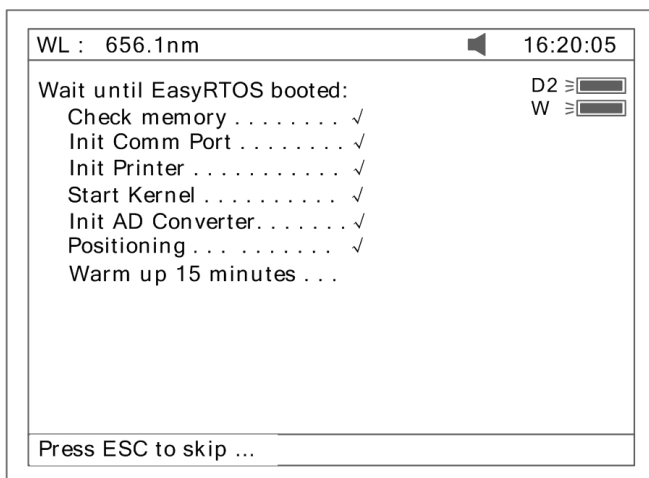 WL : 656.1nm 16:20:05
Wait until EasyRTOS booted: D2
Check memory . . . . . . . . √ W
Init Comm Port . . . . . . . . √
Init Printer . . . . . . . . . . . √
Start Kernel . . . . . . . . . . √
Init AD Converter. . . . . . . √
Positioning . . . . . . . . . . √
Warm up 15 minutes . . .
Press ESC to skip ...